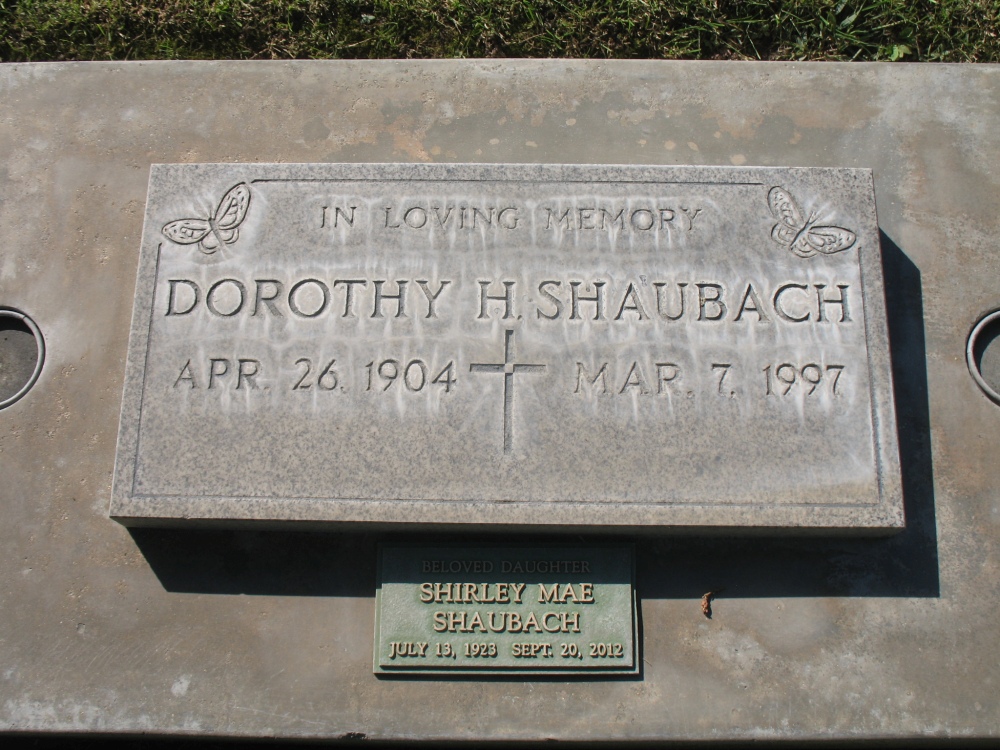 IN LOVING MEMORY
DOROTHY H. SHAUBACH
APR. 26. 1904 MAR. 7. 1997
BELOVED DAUGHTER
SHIRLEY MAE
SHAUBACH
JULY 13, 1923 SEPT. 20, 2012